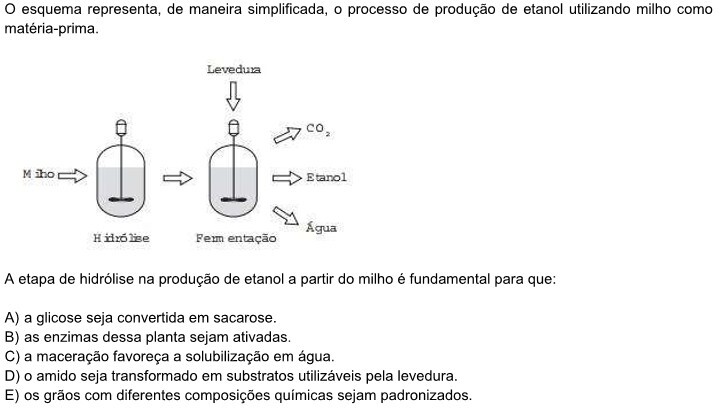 O esquema representa, de maneira simplificada, o processo de produção de etanol utilizando milho como
matéria-prima.
Levedura
CO₂
Milho
Etanol
Água
Hidrólise
Fermentação
A etapa de hidrólise na produção de etanol a partir do milho é fundamental para que:
A) a glicose seja convertida em sacarose.
B) as enzimas dessa planta sejam ativadas.
C) a maceração favoreça a solubilização em água.
D) o amido seja transformado em substratos utilizáveis pela levedura.
E) os grãos com diferentes composições químicas sejam padronizados.